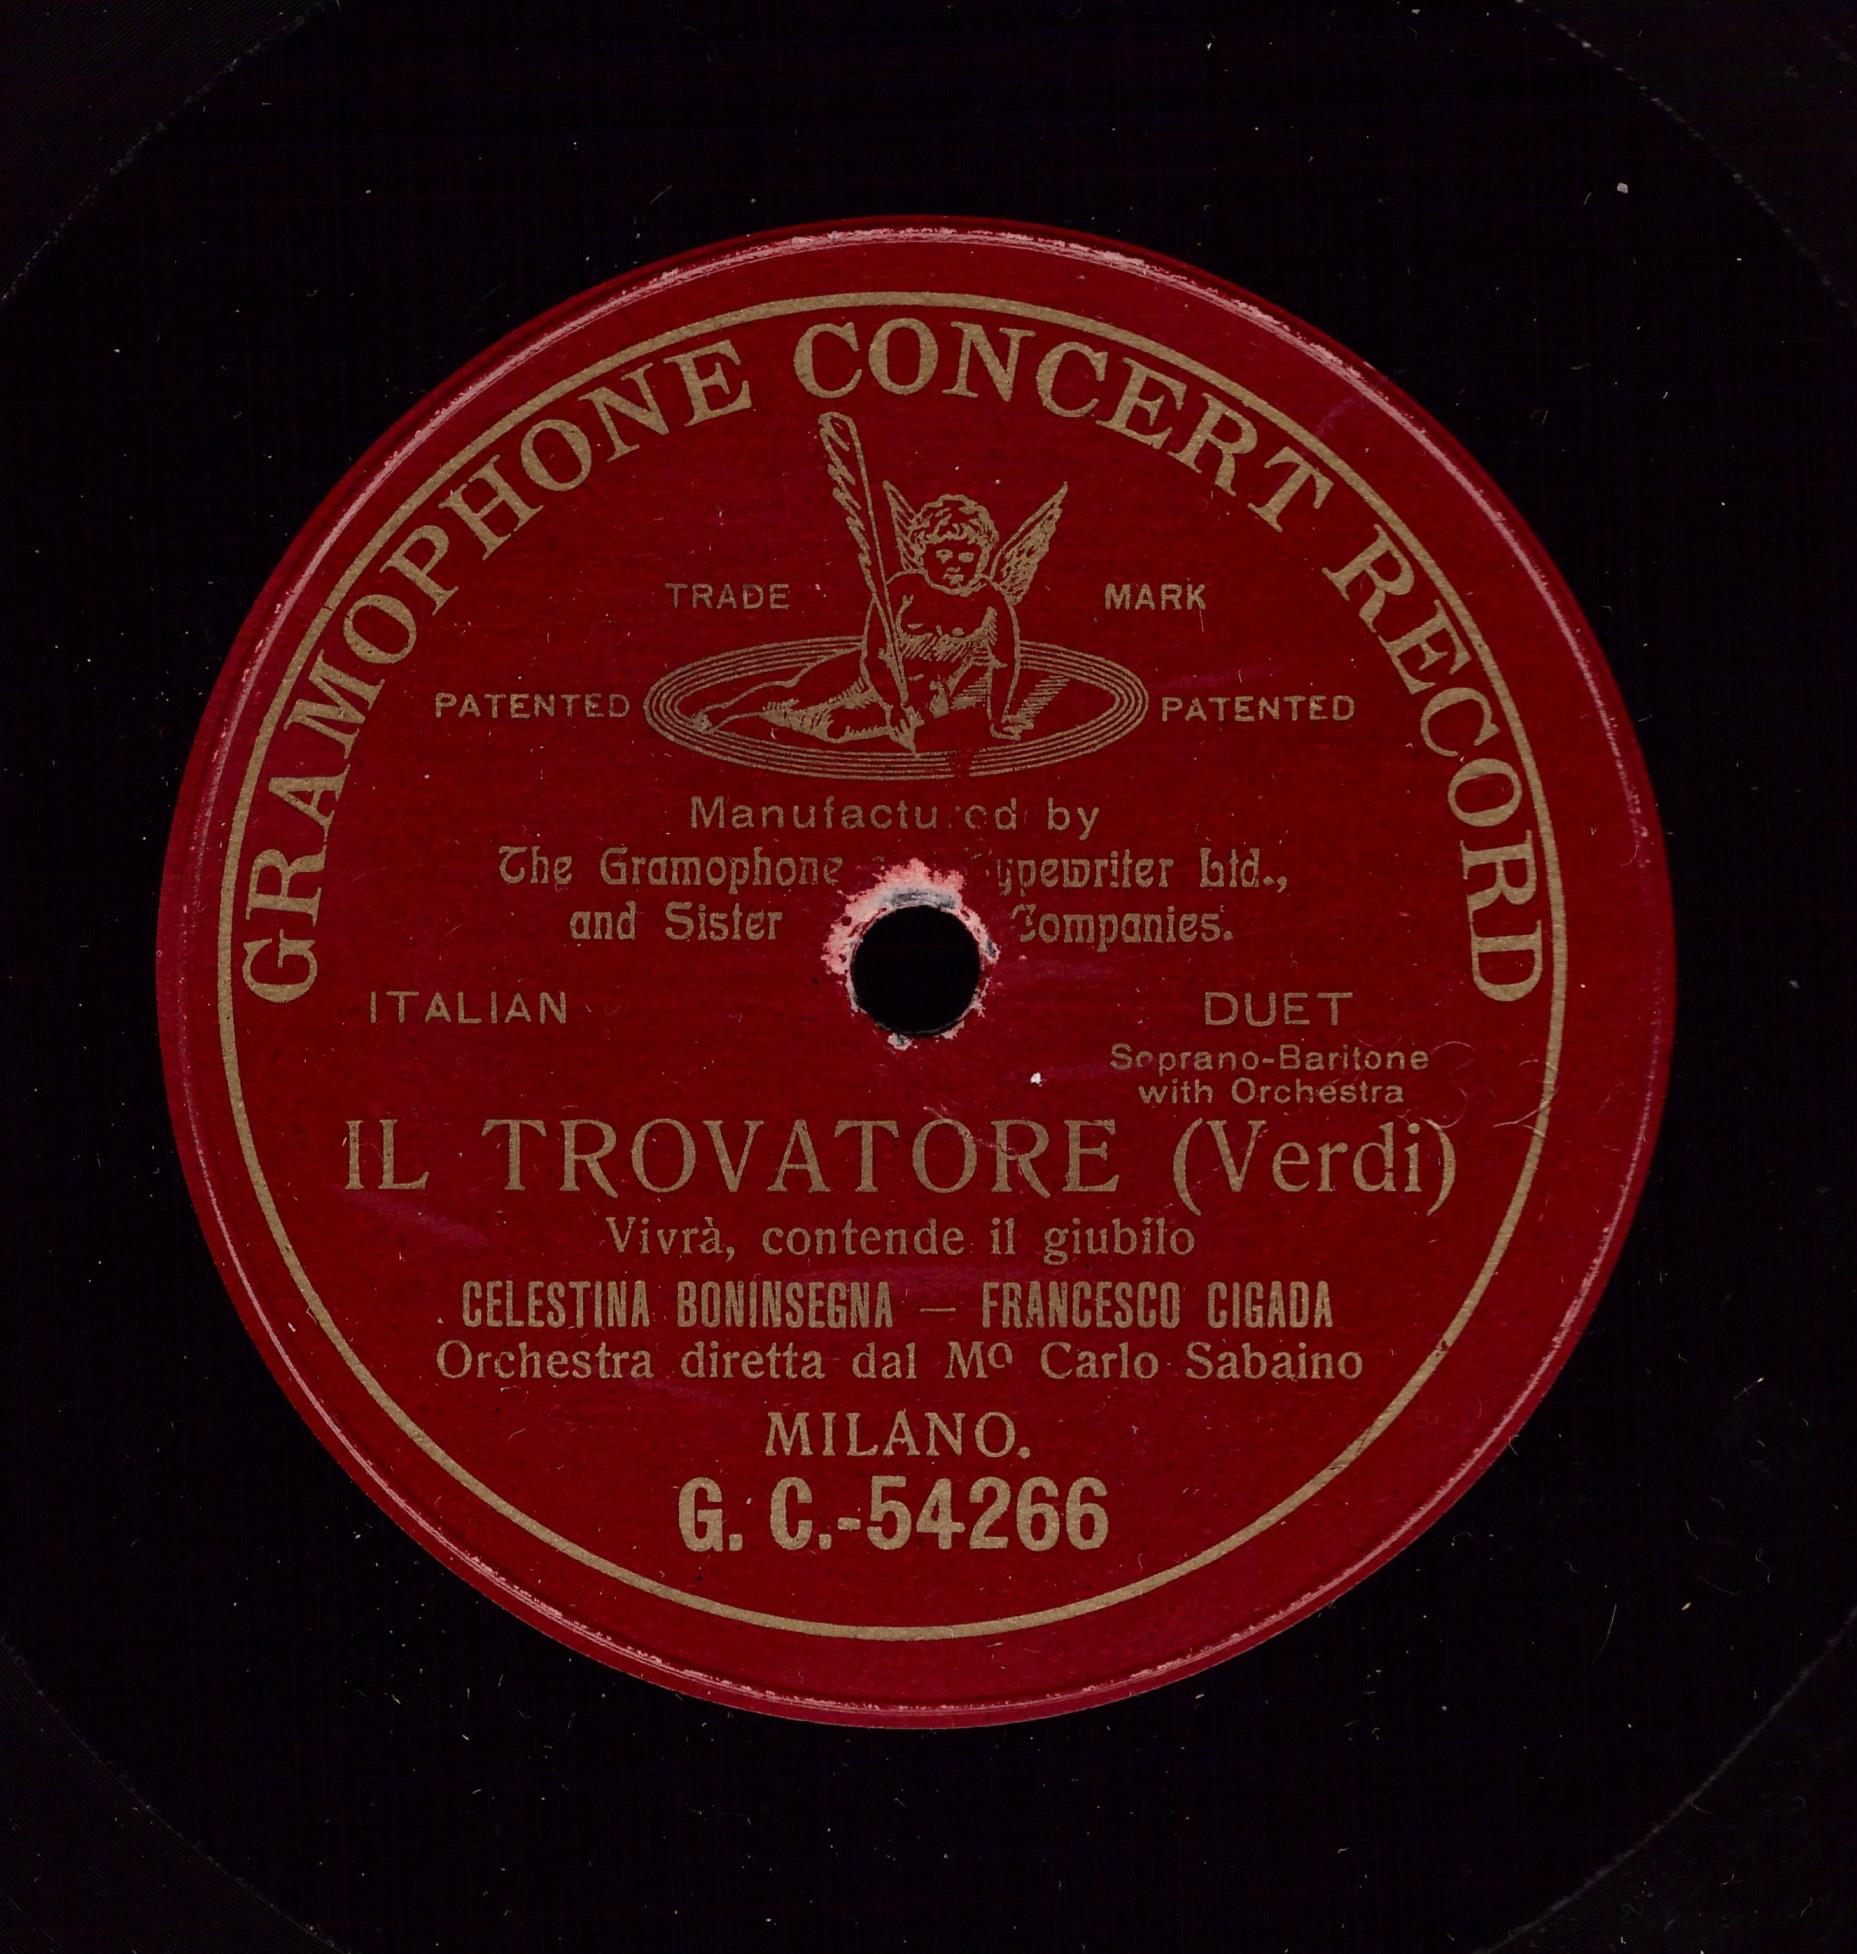 GRAMOPHONE CONCERT RECORD
TRADE MARK
PATENTED PATENTED
Manufactured by
The Gramophone Typewriter Ltd.,
and Sister Companies.
ITALIAN DUET
Soprano-Baritone
with Orchestra
IL TROVATORE (Verdi)
Vivrà, contende il giubilo
CELESTINA BONINSEGNA — FRANCESCO CIGADA
Orchestra diretta dal Mº Carlo Sabaino
MILANO.
G. C.-54266